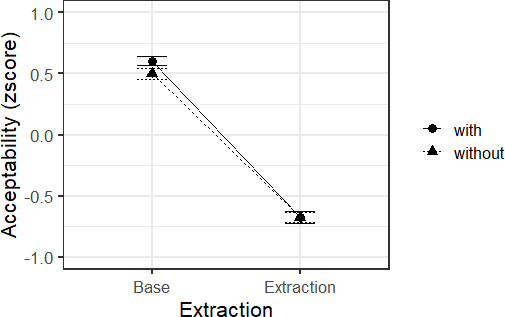 Acceptability (zscore)
1.0
0.5
0.0
-0.5
-1.0
Base
Extraction
Extraction
with
without